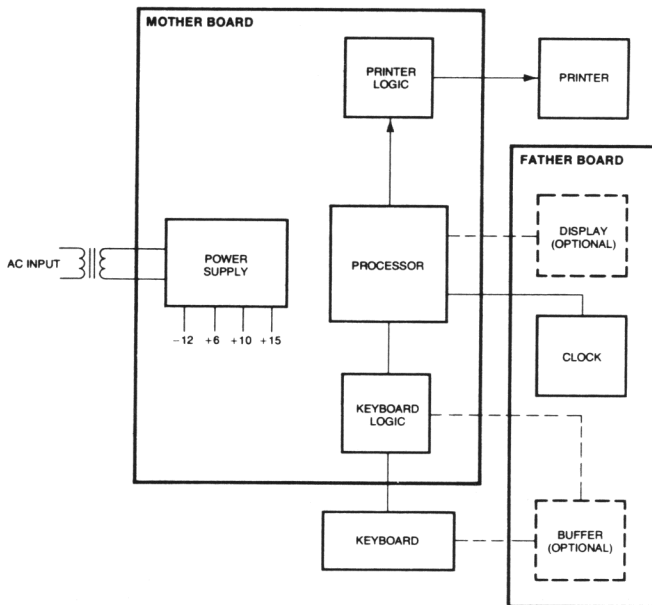 MOTHER BOARD
PRINTER
LOGIC
PRINTER
FATHER BOARD
DISPLAY
(OPTIONAL)
PROCESSOR
AC INPUT
POWER
SUPPLY
−12 +6 +10 +15
CLOCK
KEYBOARD
LOGIC
KEYBOARD
BUFFER
(OPTIONAL)